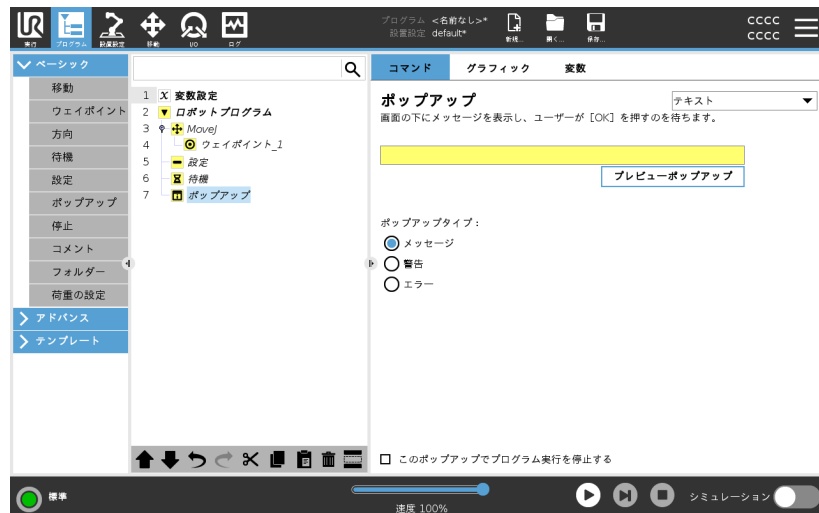 UR
実行
プログラム
設置設定
移動
I/O
ログ
プログラム <名前なし>*
設置設定 default*
新規...
開く...
保存...
CCCC
CCCC
ベーシック
移動
ウェイポイント
方向
待機
設定
ポップアップ
停止
コメント
フォルダー
荷重の設定
アドバンス
テンプレート
1 X 変数設定
2 ロボットプログラム
3 MoveJ
4 ウェイポイント_1
5 設定
6 待機
7 ポップアップ
コマンド グラフィック 変数
ポップアップ
テキスト
画面の下にメッセージを表示し、ユーザーが［OK］を押すのを待ちます。
プレビューポップアップ
ポップアップタイプ：
メッセージ
警告
エラー
このポップアップでプログラム実行を停止する
標準
速度 100%
シミュレーション